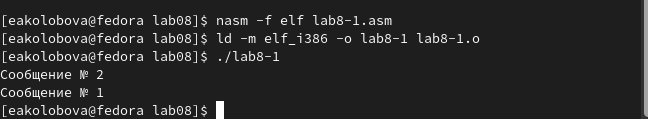 [eakolobova@fedora lab08]$ nasm -f elf lab8-1.asm
[eakolobova@fedora lab08]$ ld -m elf_i386 -o lab8-1 lab8-1.o
[eakolobova@fedora lab08]$ ./lab8-1
Сообщение № 2
Сообщение № 1
[eakolobova@fedora lab08]$